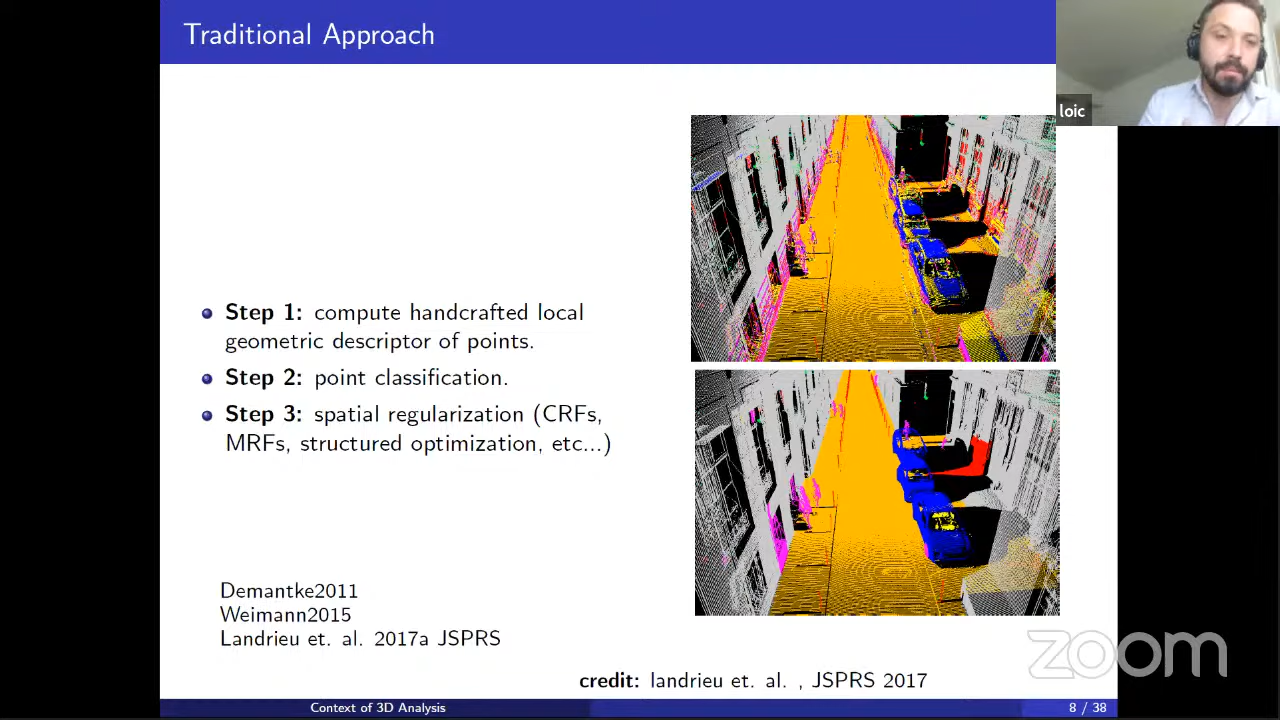 Traditional Approach
loic
Step 1: compute handcrafted local
geometric descriptor of points.
Step 2: point classification.
Step 3: spatial regularization (CRFs,
MRFs, structured optimization, etc...)
Demantke2011
Weimann2015
Landrieu et. al. 2017a JSPRS
credit: landrieu et. al. , JSPRS 2017
zoom
Context of 3D Analysis
8 / 38